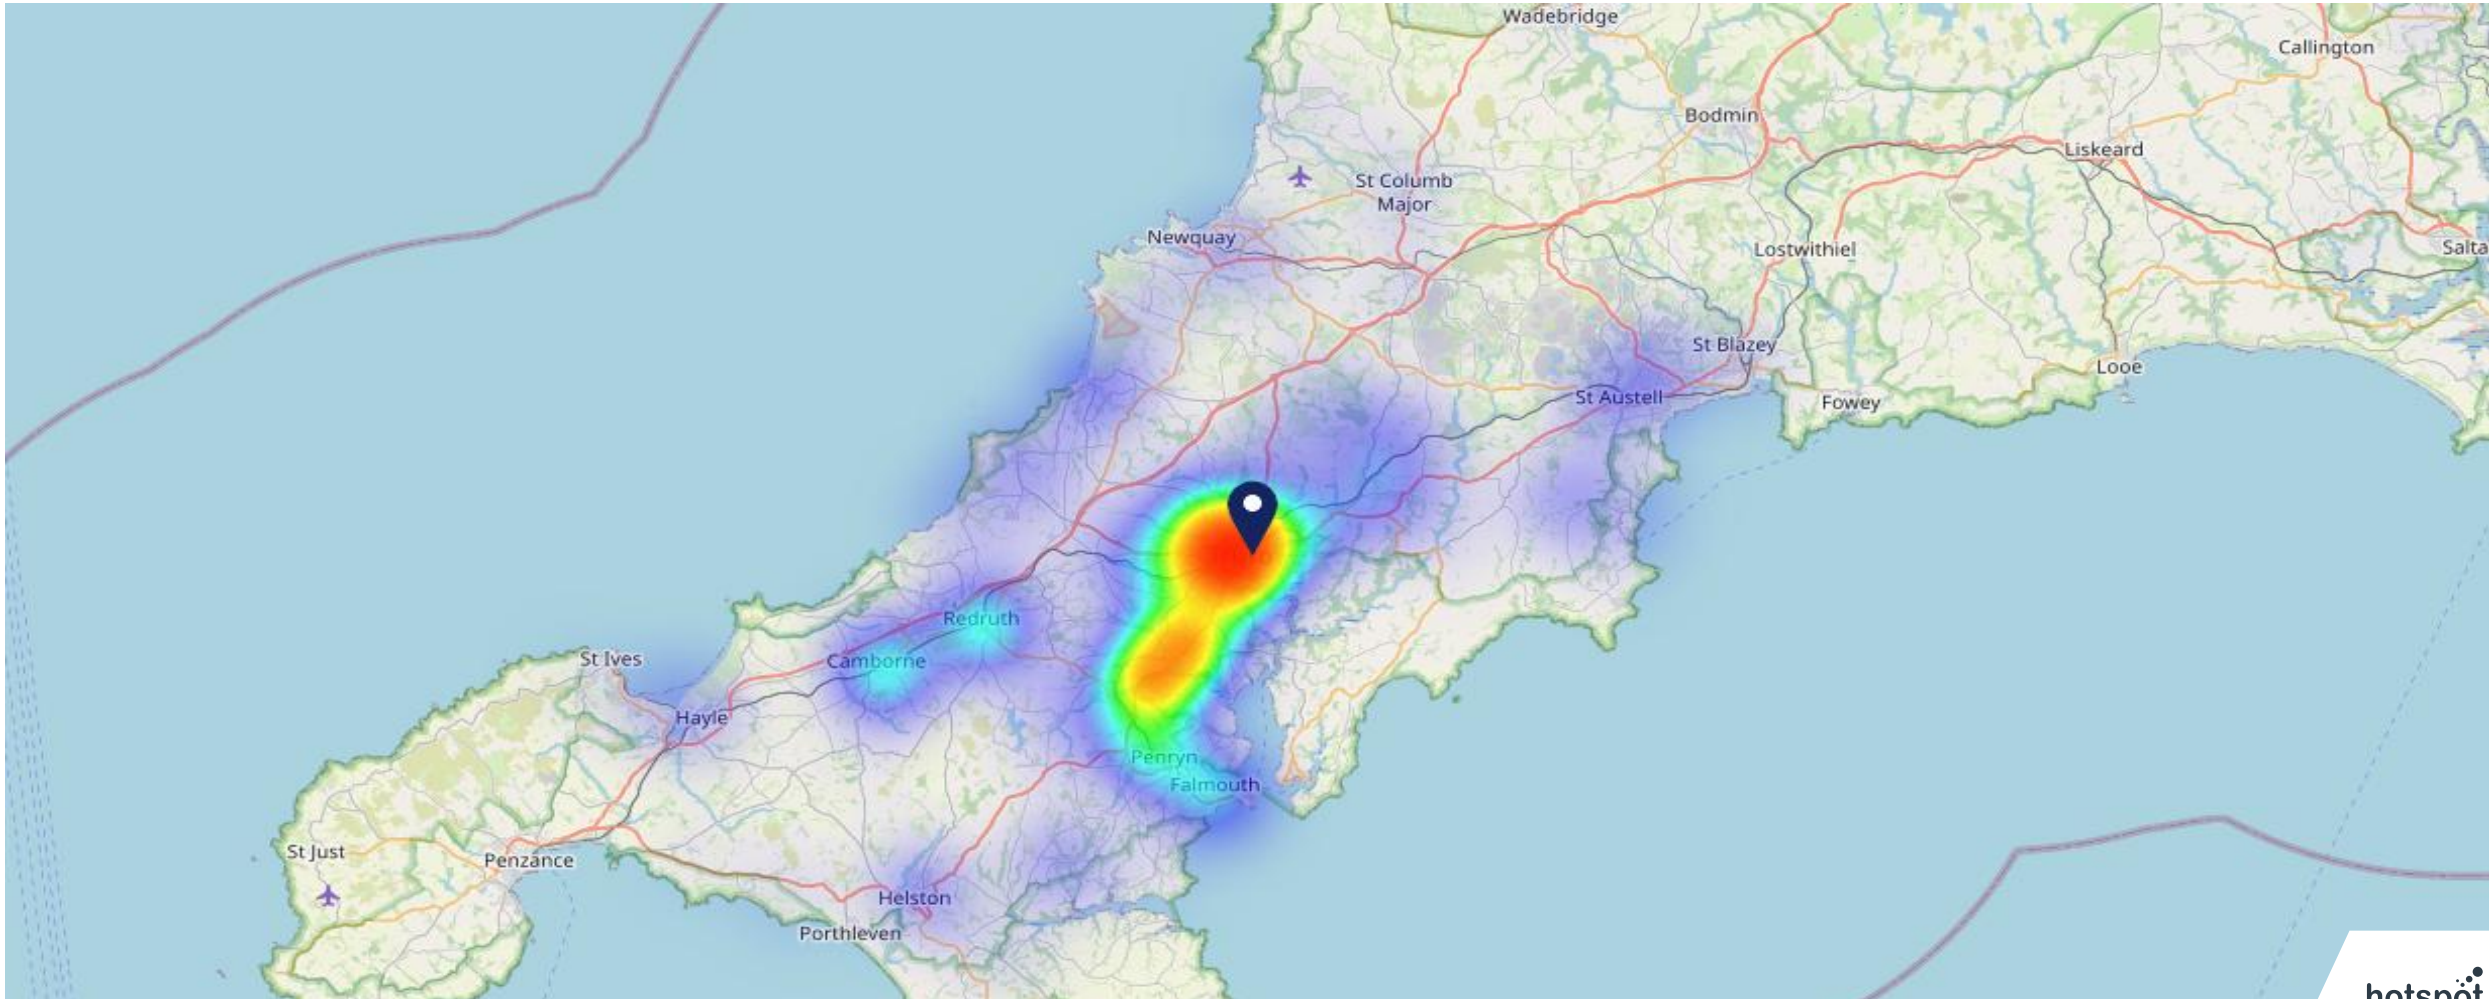 Wadebridge
Callington
Bodmin
Liskeard
St Columb
Major
Newquay
Lostwithiel
Salta
St Blazey
Looe
St Austell
Fowey
Redruth
St Ives
Camborne
Hayle
Penryn
Falmouth
St Just
Penzance
Helston
Porthleven
hotspot